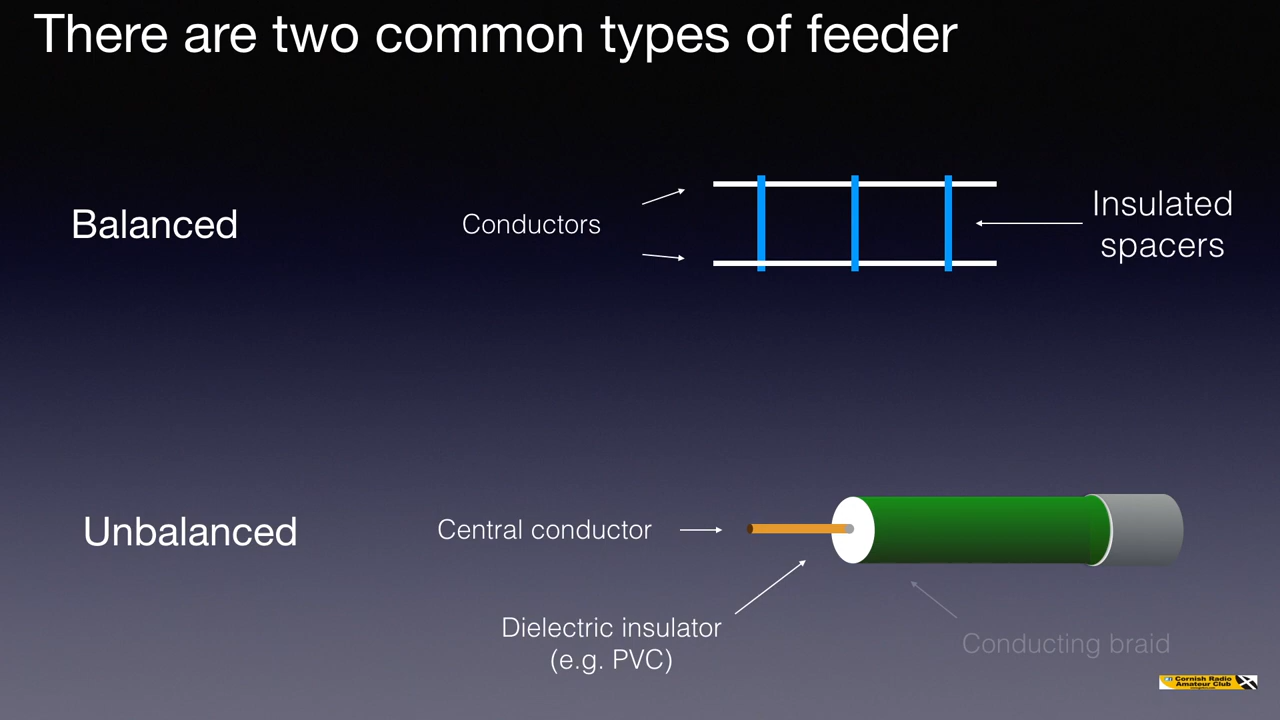 There are two common types of feeder
Balanced
Conductors
Insulated
spacers
Unbalanced
Central conductor
Dielectric insulator
(e.g. PVC)
Conducting braid
Cornish Radio
Amateur Club